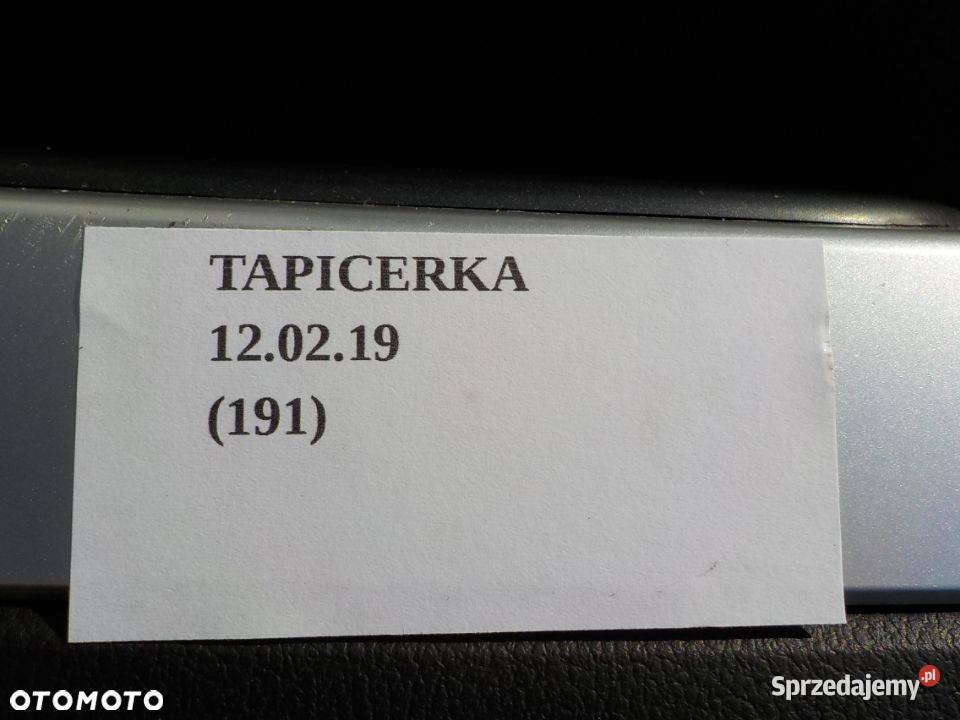 TAPICERKA
12.02.19
(191)
OTOMOTO
Sprzedajemy.pl